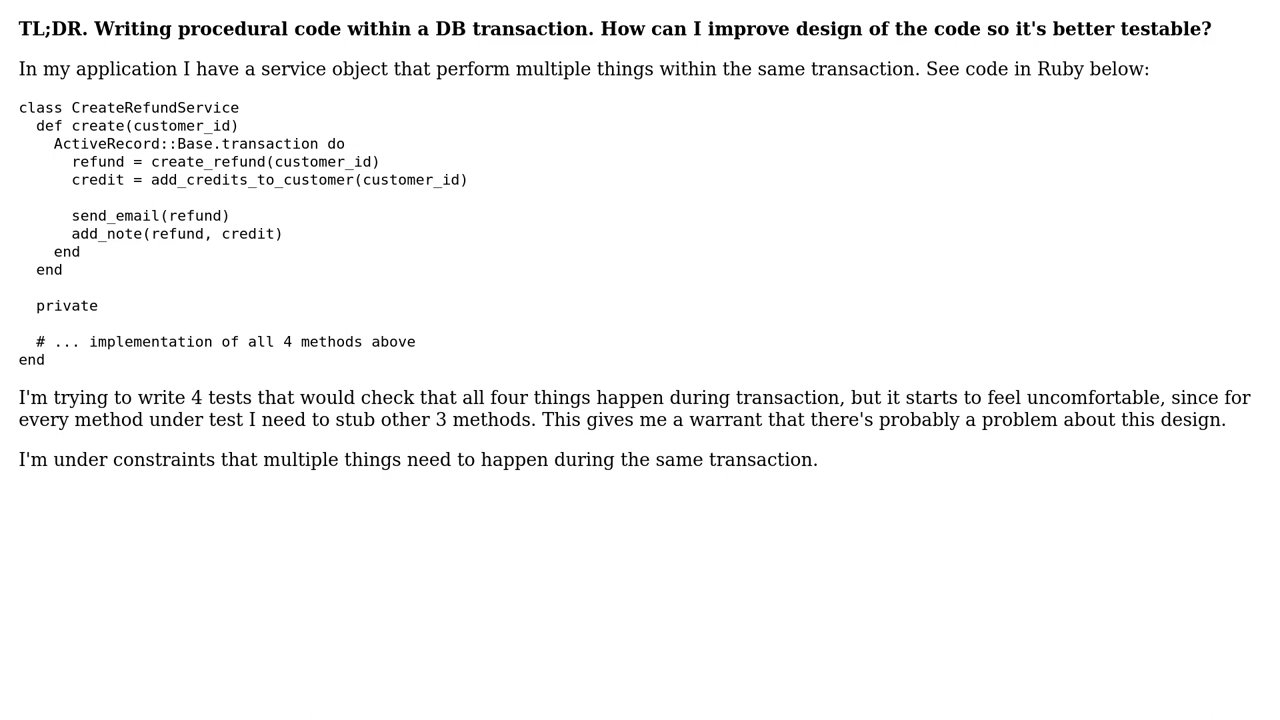 TL;DR. Writing procedural code within a DB transaction. How can I improve design of the code so it's better testable?
In my application I have a service object that perform multiple things within the same transaction. See code in Ruby below:
class CreateRefundService
  def create(customer_id)
    ActiveRecord::Base.transaction do
      refund = create_refund(customer_id)
      credit = add_credits_to_customer(customer_id)

      send_email(refund)
      add_note(refund, credit)
    end
  end

  private

  # ... implementation of all 4 methods above
end
I'm trying to write 4 tests that would check that all four things happen during transaction, but it starts to feel uncomfortable, since for
every method under test I need to stub other 3 methods. This gives me a warrant that there's probably a problem about this design.
I'm under constraints that multiple things need to happen during the same transaction.